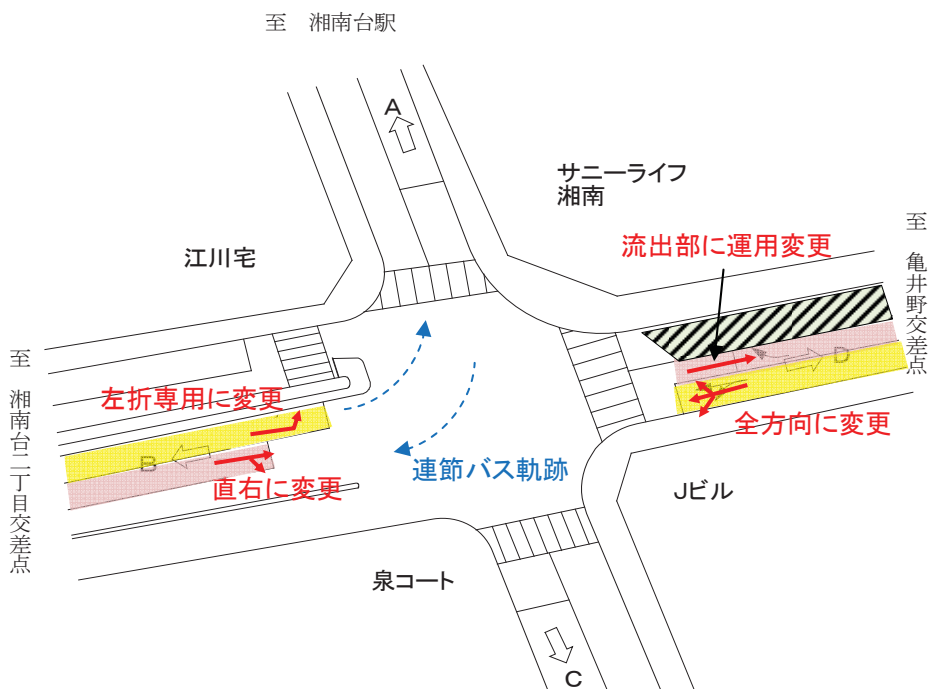 至　湘南台駅
A
サニーライフ
湘南
江川宅
流出部に運用変更
至　亀井野交差点
D
至　湘南台二丁目交差点
左折専用に変更
全方向に変更
B
連節バス軌跡
直右に変更
Jビル
泉コート
C